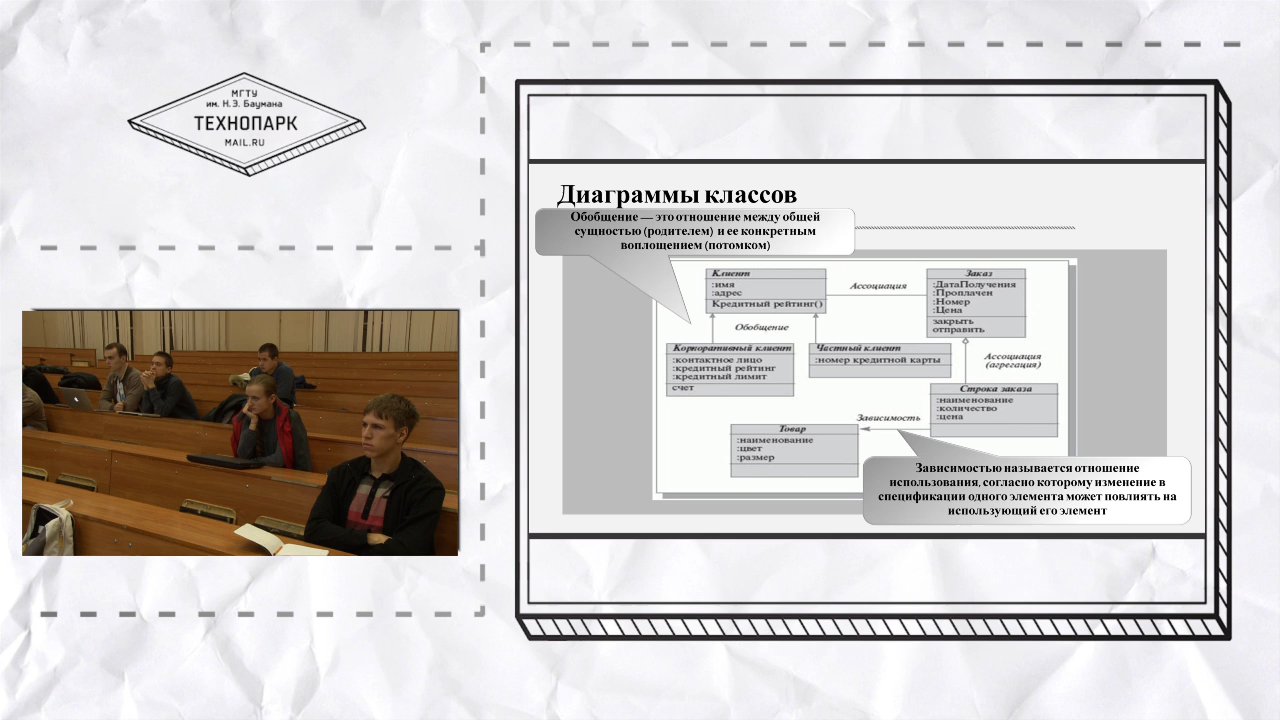 МГТУ
им. Н.Э. Баумана
ТЕХНОПАРК
MAIL.RU
Диаграммы классов
Обобщение — это отношение между общей
сущностью (родителем) и ее конкретным
воплощением (потомком)
Клиент
:имя
:адрес
Кредитный рейтинг()
Ассоциация
Заказ
:ДатаПолучения
:Проплачен
:Номер
:Цена
закрыть
отправить
Обобщение
Корпоративный клиент
:контактное лицо
:кредитный рейтинг
:кредитный лимит
счет
Частный клиент
:номер кредитной карты
Ассоциация
(агрегация)
Строка заказа
:наименование
:количество
:цена
Зависимость
Товар
:наименование
:цвет
:размер
Зависимостью называется отношение
использования, согласно которому изменение в
спецификации одного элемента может повлиять на
использующий его элемент